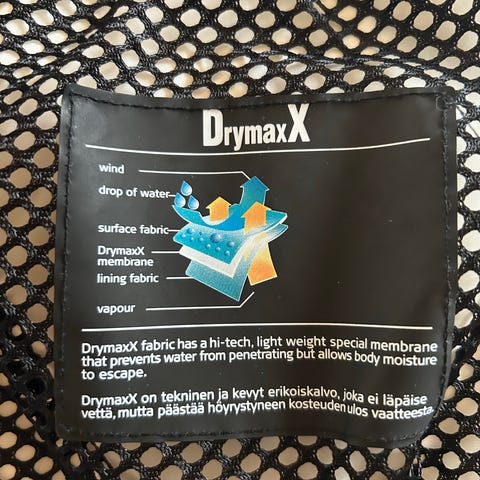 DrymaxX
wind
drop of water
surface fabric
DrymaxX
membrane
lining fabric
vapour
DrymaxX fabric has a hi-tech, light weight special membrane
that prevents water from penetrating but allows body moisture
to escape.
DrymaxX on tekninen ja kevyt erikoiskalvo, joka ei läpäise
vettä, mutta päästää höyrystyneen kosteuden ulos vaatteesta.